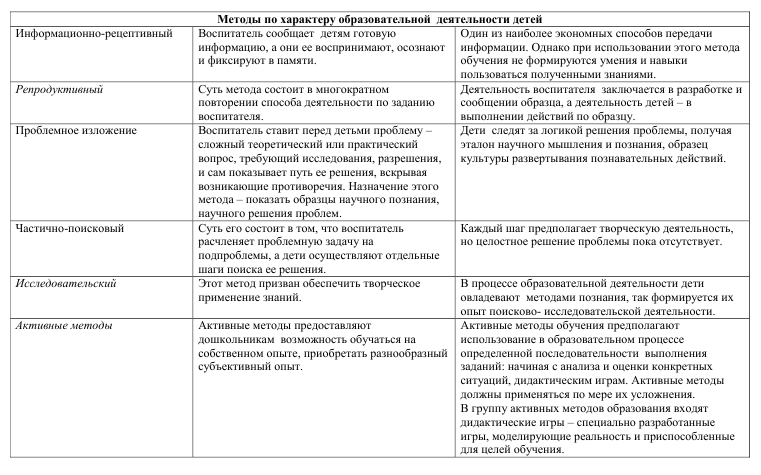 Методы по характеру образовательной  деятельности детей
Информационно-рецептивный
Воспитатель сообщает  детям готовую
информацию, а они ее воспринимают, осознают
и фиксируют в памяти.
Один из наиболее экономных способов передачи
информации. Однако при использовании этого метода
обучения не формируются умения и навыки
пользоваться полученными знаниями.
Репродуктивный
Суть метода состоит в многократном
повторении способа деятельности по заданию
воспитателя.
Деятельность воспитателя  заключается в разработке и
сообщении образца, а деятельность детей – в
выполнении действий по образцу.
Проблемное изложение
Воспитатель ставит перед детьми проблему –
сложный теоретический или практический
вопрос, требующий исследования, разрешения,
и сам показывает путь ее решения, вскрывая
возникающие противоречия. Назначение этого
метода – показать образцы научного познания,
научного решения проблем.
Дети  следят за логикой решения проблемы, получая
эталон научного мышления и познания, образец
культуры развертывания познавательных действий.
Частично-поисковый
Суть его состоит в том, что воспитатель
расчленяет проблемную задачу на
подпроблемы, а дети осуществляют отдельные
шаги поиска ее решения.
Каждый шаг предполагает творческую деятельность,
но целостное решение проблемы пока отсутствует.
Исследовательский
Этот метод призван обеспечить творческое
применение знаний.
В процессе образовательной деятельности дети
овладевают  методами познания, так формируется их
опыт поисково- исследовательской деятельности.
Активные методы
Активные методы предоставляют
дошкольникам  возможность обучаться на
собственном опыте, приобретать разнообразный
субъективный опыт.
Активные методы обучения предполагают
использование в образовательном процессе
определенной последовательности  выполнения
заданий: начиная с анализа и оценки конкретных
ситуаций, дидактическим играм. Активные методы
должны применяться по мере их усложнения.
В группу активных методов образования входят
дидактические игры – специально разработанные
игры, моделирующие реальность и приспособленные
для целей обучения.